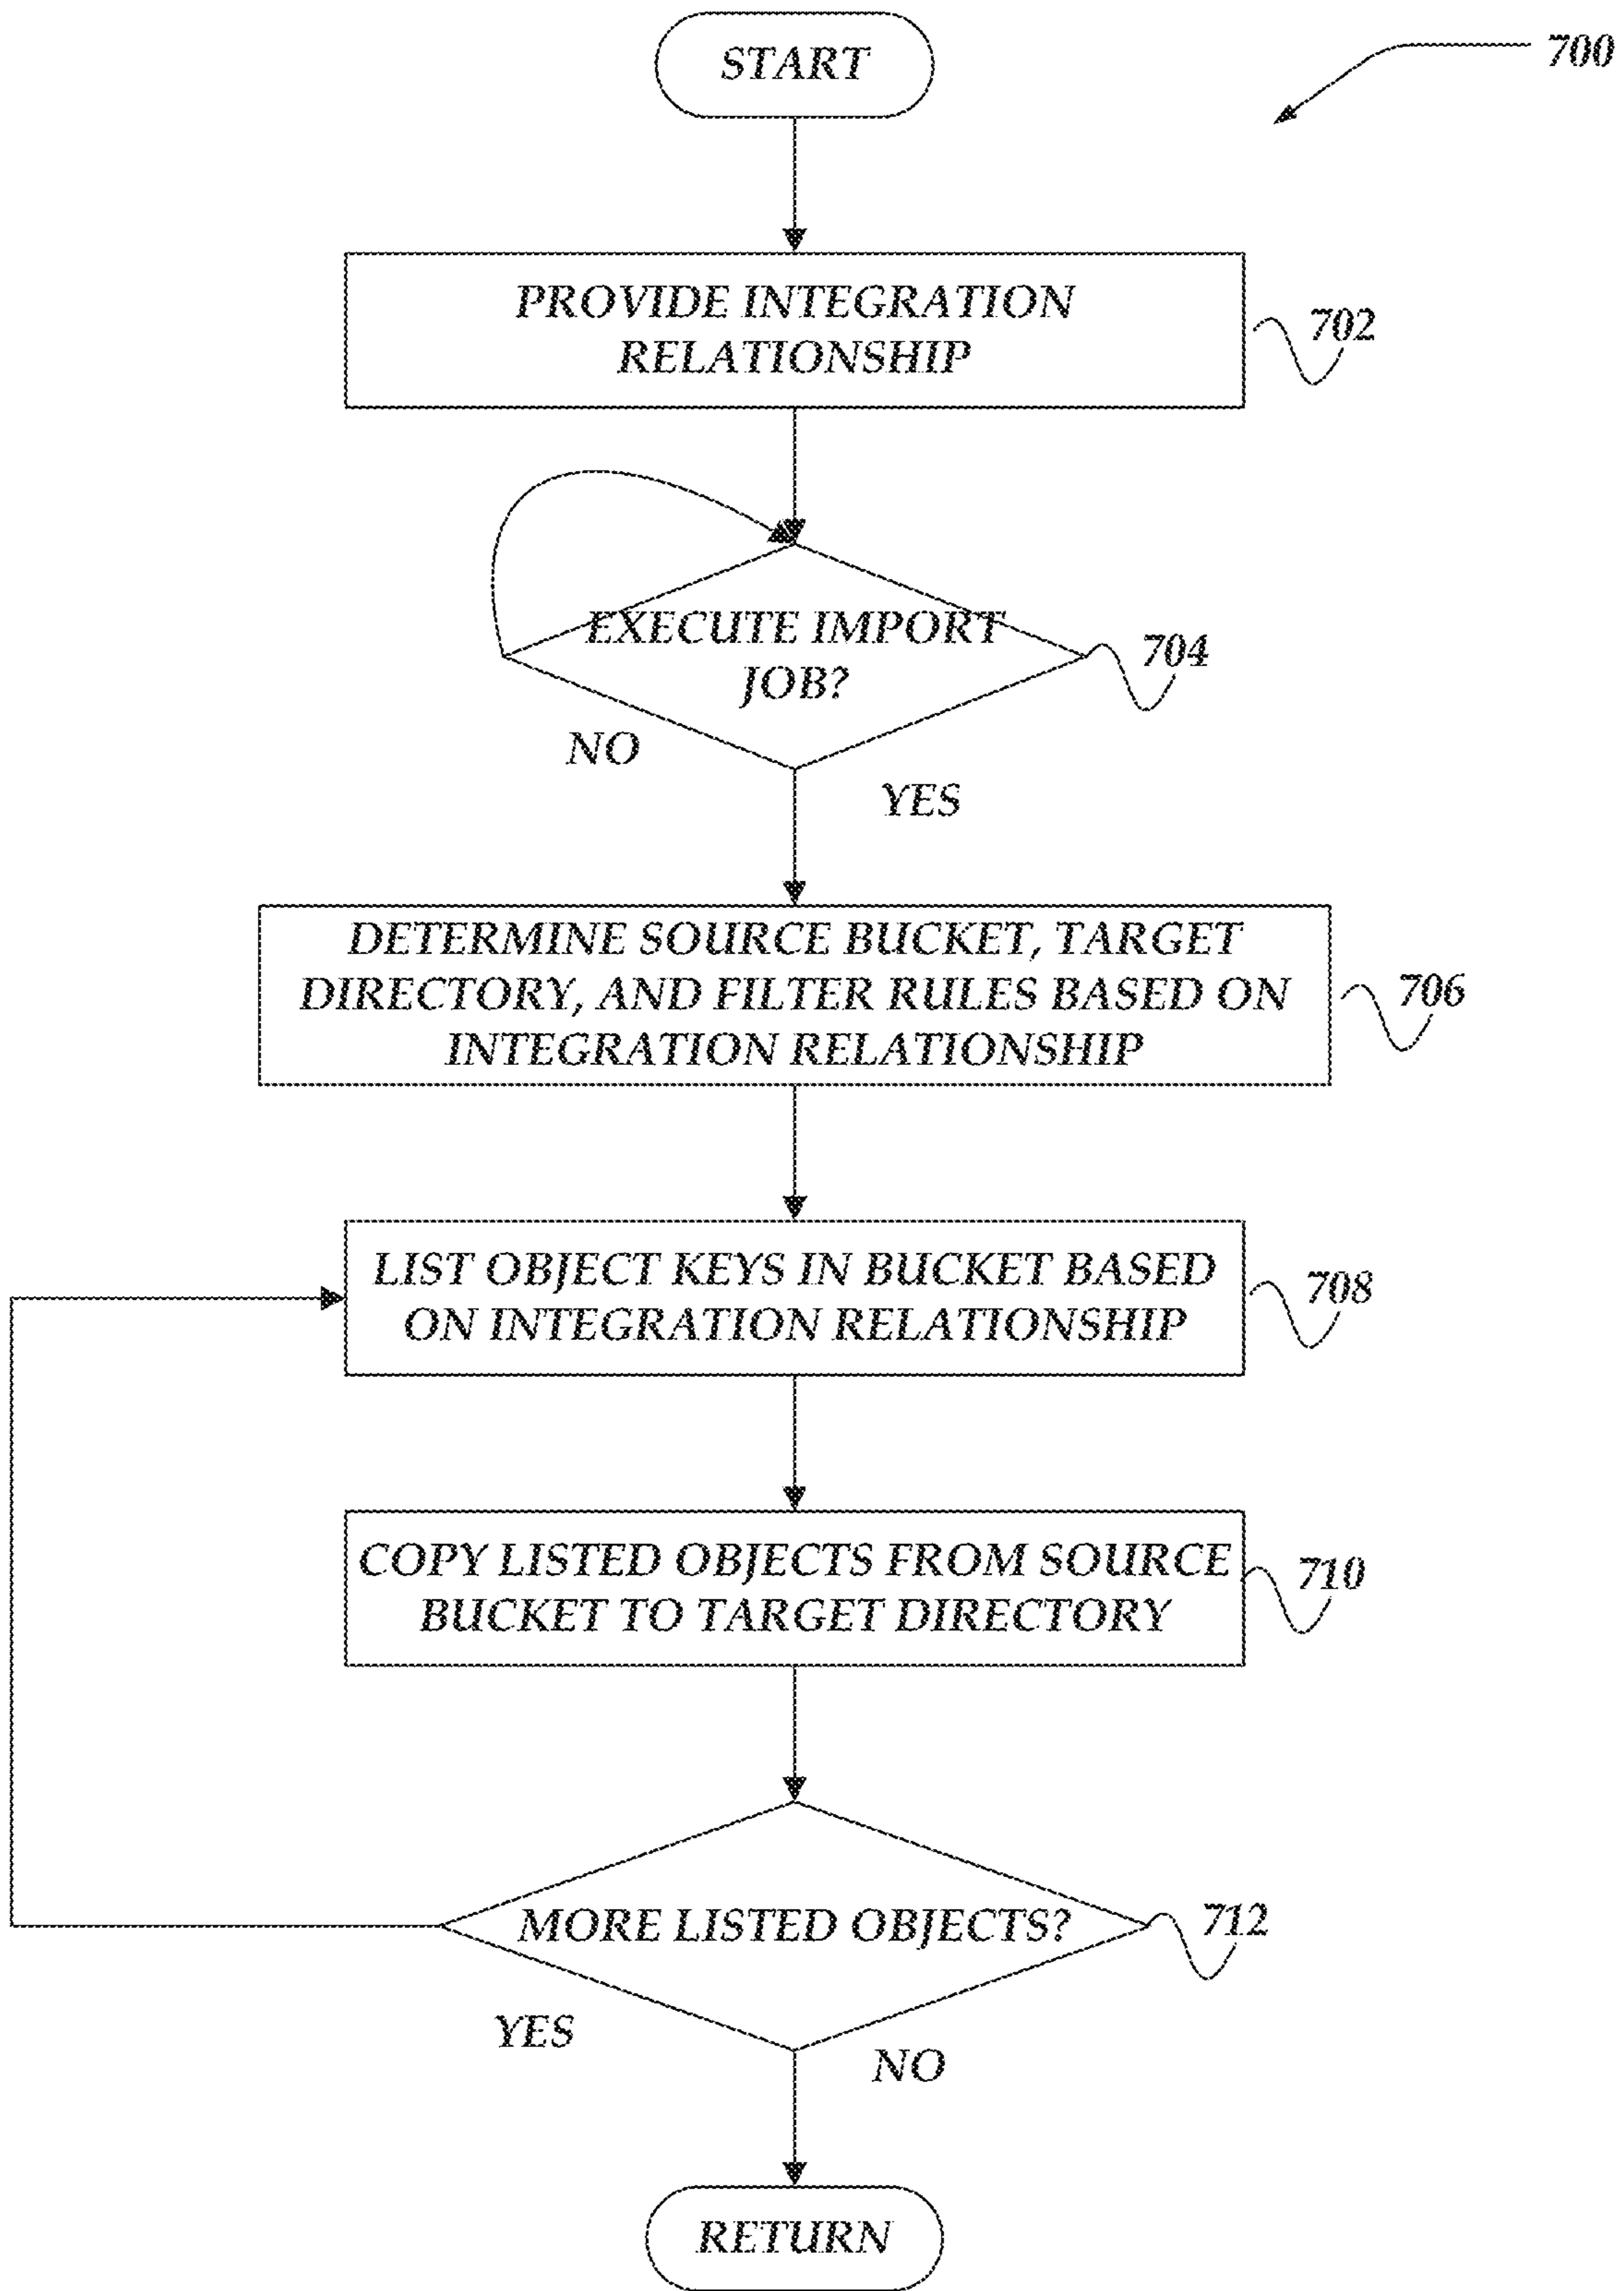 START
700
PROVIDE INTEGRATION
RELATIONSHIP
702
EXECUTE IMPORT
JOB?
704
NO
YES
DETERMINE SOURCE BUCKET, TARGET
DIRECTORY, AND FILTER RULES BASED ON
INTEGRATION RELATIONSHIP
706
LIST OBJECT KEYS IN BUCKET BASED
ON INTEGRATION RELATIONSHIP
708
COPY LISTED OBJECTS FROM SOURCE
BUCKET TO TARGET DIRECTORY
710
MORE LISTED OBJECTS?
712
YES
NO
RETURN